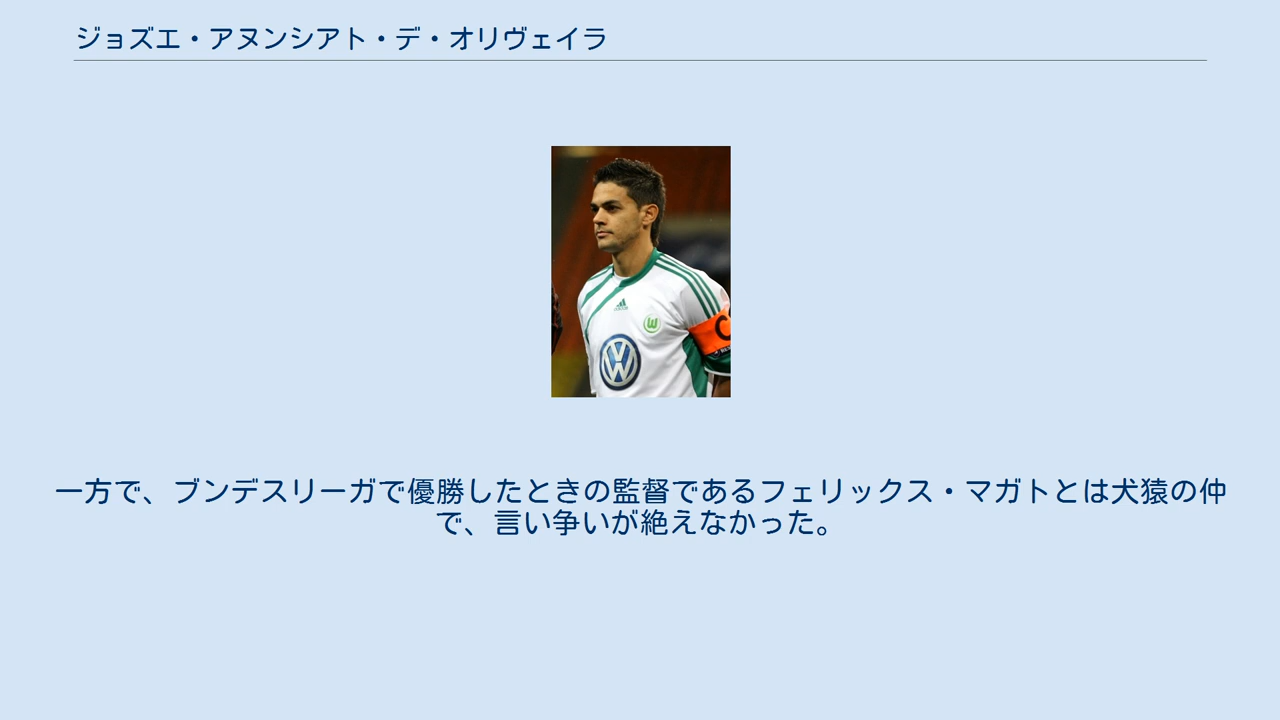 ジョズエ・アヌンシアト・デ・オリヴェイラ
adidas
W
VW
C
一方で、ブンデスリーガで優勝したときの監督であるフェリックス・マガトとは犬猿の仲
で、言い争いが絶えなかった。